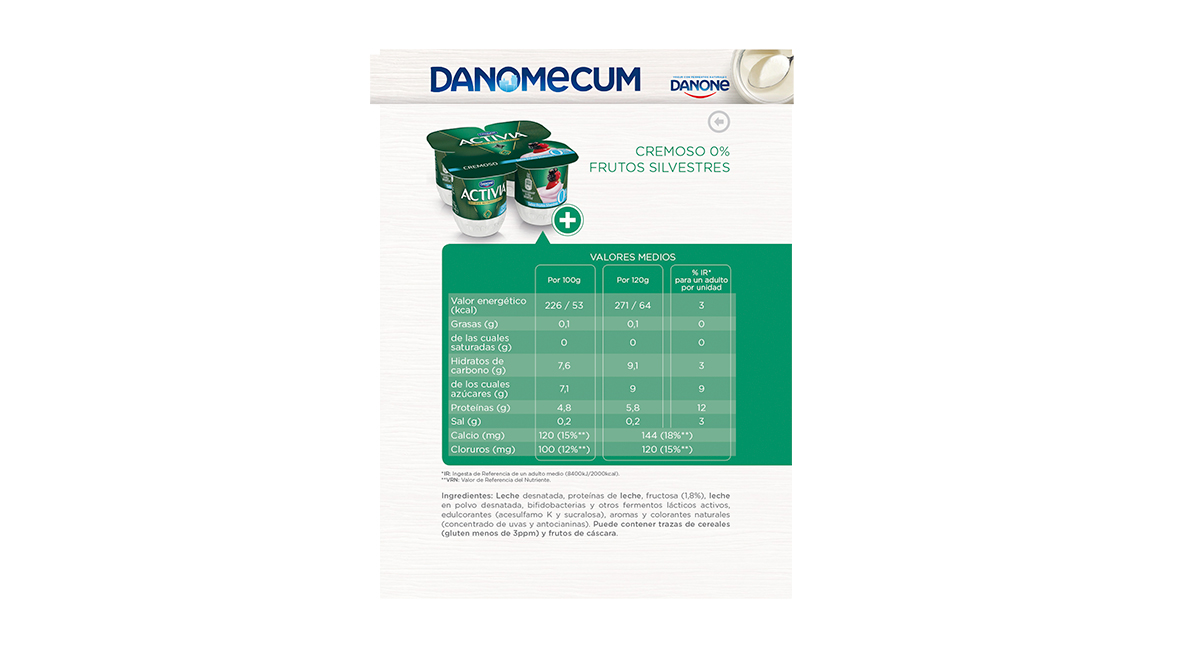 DANOMECUM
DANONE
ACTIVIA
CREMOSO
ACTIVIA
CREMOSO 0%
FRUTOS SILVESTRES
VALORES MEDIOS
Por 100g Por 120g % IR* para un adulto por unidad
Valor energético (kcal) 226 / 53 271 / 64 3
Grasas (g) 0,1 0,1 0
de las cuales saturadas (g) 0 0 0
Hidratos de carbono (g) 7,6 9,1 3
de los cuales azúcares (g) 7,1 9 9
Proteínas (g) 4,8 5,8 12
Sal (g) 0,2 0,2 3
Calcio (mg) 120 (15%**) 144 (18%**)
Cloruros (mg) 100 (12%**) 120 (15%**)
*IR: Ingesta de Referencia de un adulto medio (8400kJ/2000kcal).
**VRN: Valor de Referencia del Nutriente.
Ingredientes: Leche desnatada, proteínas de leche, fructosa (1,8%), leche
en polvo desnatada, bifidobacterias y otros fermentos lácticos activos,
edulcorantes (acesulfamo K y sucralosa), aromas y colorantes naturales
(concentrado de uvas y antocianinas). Puede contener trazas de cereales
(gluten menos de 3ppm) y frutos de cáscara.